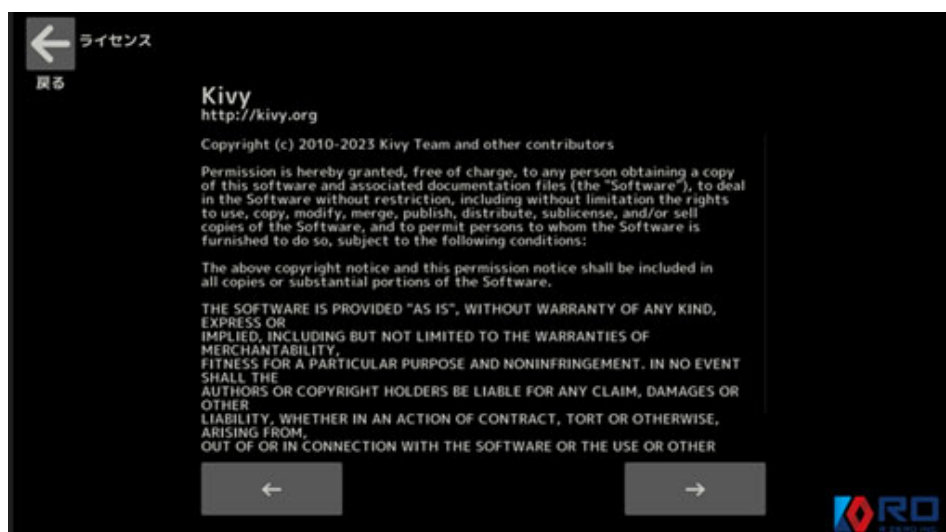 ライセンス
戻る
Kivy
http://kivy.org
Copyright (c) 2010-2023 Kivy Team and other contributors
Permission is hereby granted, free of charge, to any person obtaining a copy
of this software and associated documentation files (the "Software"), to deal
in the Software without restriction, including without limitation the rights
to use, copy, modify, merge, publish, distribute, sublicense, and/or sell
copies of the Software, and to permit persons to whom the Software is
furnished to do so, subject to the following conditions:
The above copyright notice and this permission notice shall be included in
all copies or substantial portions of the Software.
THE SOFTWARE IS PROVIDED "AS IS", WITHOUT WARRANTY OF ANY KIND,
EXPRESS OR
IMPLIED, INCLUDING BUT NOT LIMITED TO THE WARRANTIES OF
MERCHANTABILITY,
FITNESS FOR A PARTICULAR PURPOSE AND NONINFRINGEMENT. IN NO EVENT
SHALL THE
AUTHORS OR COPYRIGHT HOLDERS BE LIABLE FOR ANY CLAIM, DAMAGES OR
OTHER
LIABILITY, WHETHER IN AN ACTION OF CONTRACT, TORT OR OTHERWISE,
ARISING FROM,
OUT OF OR IN CONNECTION WITH THE SOFTWARE OR THE USE OR OTHER
RO